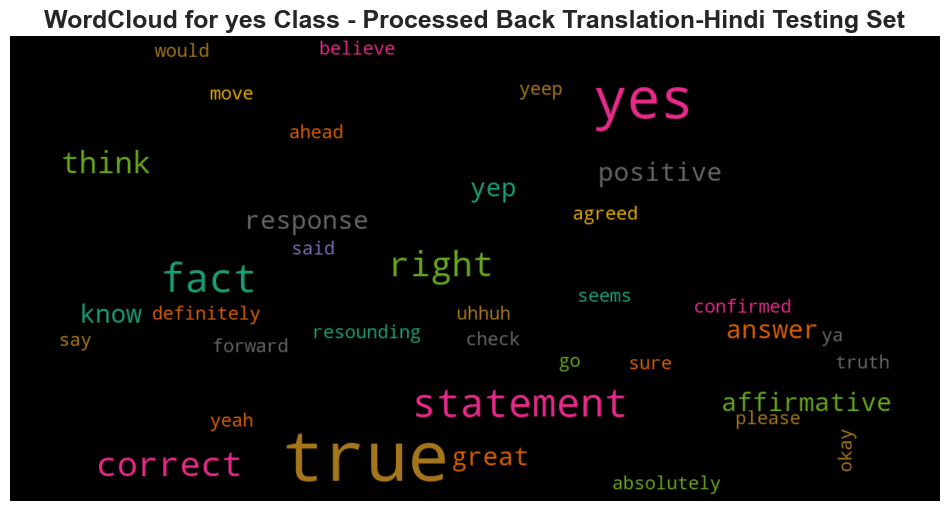 WordCloud for yes Class - Processed Back Translation-Hindi Testing Set
would
believe
move
yeep
yes
ahead
think
positive
yep
response
agreed
said
right
fact
seems
know
definitely
uhhuh
confirmed
say
forward
resounding
check
answer
ya
go
sure
truth
statement
affirmative
yeah
please
true
great
correct
okay
absolutely